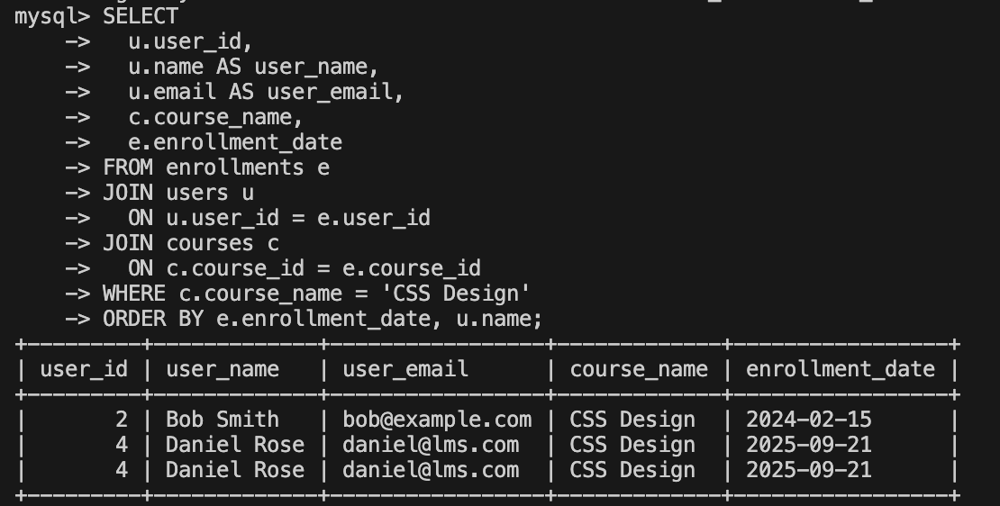 mysql> SELECT
    ->   u.user_id,
    ->   u.name AS user_name,
    ->   u.email AS user_email,
    ->   c.course_name,
    ->   e.enrollment_date
    -> FROM enrollments e
    -> JOIN users u
    ->   ON u.user_id = e.user_id
    -> JOIN courses c
    ->   ON c.course_id = e.course_id
    -> WHERE c.course_name = 'CSS Design'
    -> ORDER BY e.enrollment_date, u.name;
+---------+-------------+-----------------+-------------+-----------------+
| user_id | user_name   | user_email      | course_name | enrollment_date |
+---------+-------------+-----------------+-------------+-----------------+
|       2 | Bob Smith   | bob@example.com | CSS Design  | 2024-02-15      |
|       4 | Daniel Rose | daniel@lms.com  | CSS Design  | 2025-09-21      |
|       4 | Daniel Rose | daniel@lms.com  | CSS Design  | 2025-09-21      |
+---------+-------------+-----------------+-------------+-----------------+